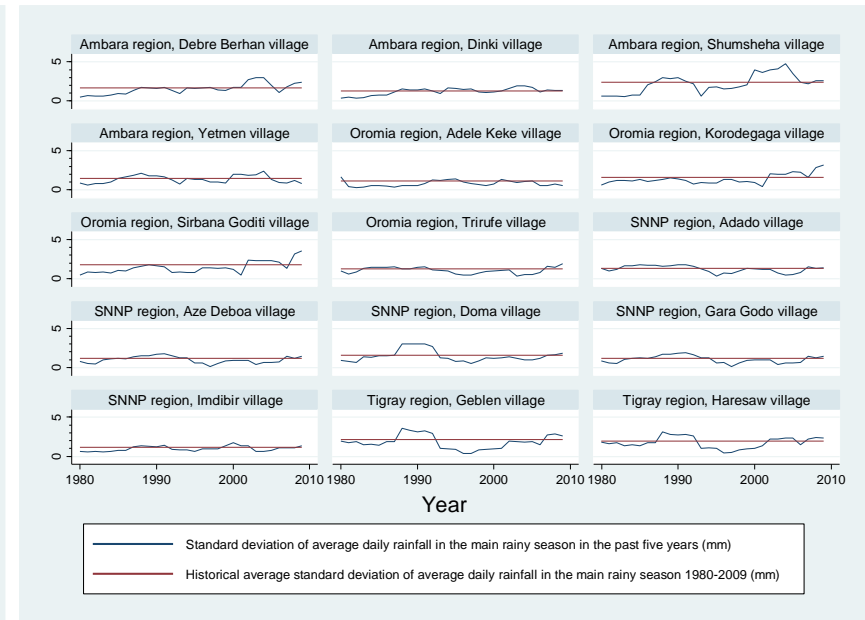 Ambara region, Debre Berhan village
Ambara region, Dinki village
Ambara region, Shumsheha village
0 5
Ambara region, Yetmen village
Oromia region, Adele Keke village
Oromia region, Korodegaga village
0 5
Oromia region, Sirbana Goditi village
Oromia region, Trirufe village
SNNP region, Adado village
0 5
SNNP region, Aze Deboa village
SNNP region, Doma village
SNNP region, Gara Godo village
0 5
SNNP region, Imdibir village
Tigray region, Geblen village
Tigray region, Haresaw village
0 5
1980 1990 2000 2010 1980 1990 2000 2010 1980 1990 2000 2010
Year
Standard deviation of average daily rainfall in the main rainy season in the past five years (mm)
Historical average standard deviation of average daily rainfall in the main rainy season 1980-2009 (mm)